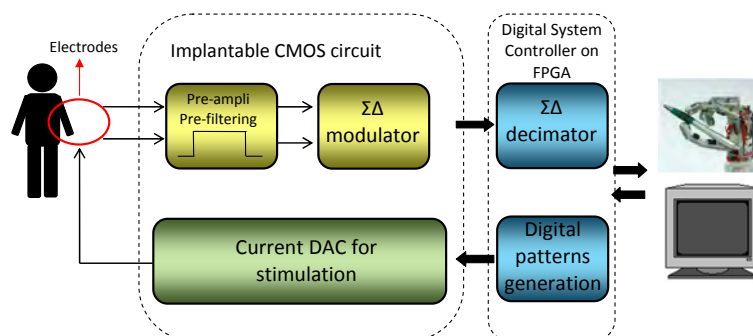 Electrodes
Implantable CMOS circuit
Digital System
Controller on
FPGA
Pre-ampli
Pre-filtering
ΣΔ
modulator
ΣΔ
decimator
Current DAC for
stimulation
Digital
patterns
generation